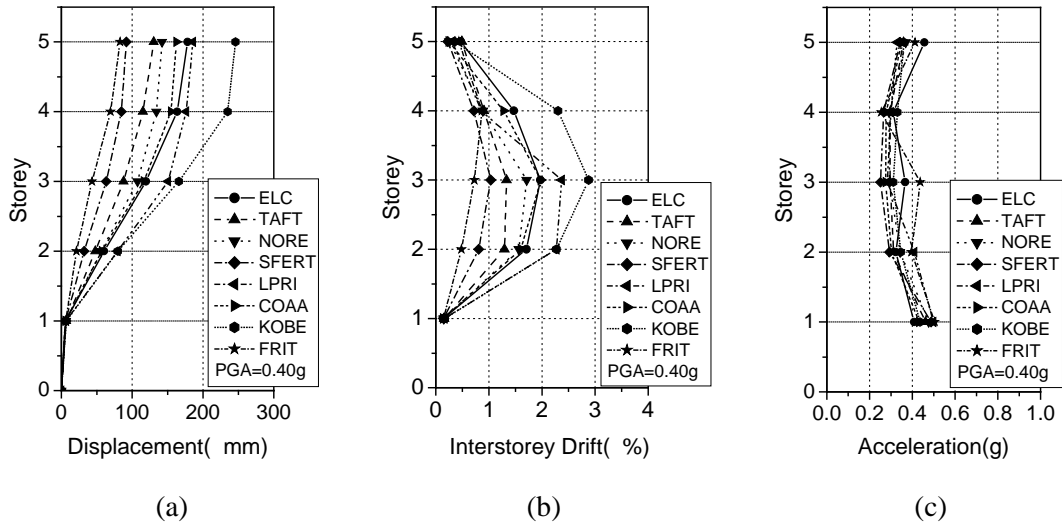 5
4
3
2
1
0
Storey
0 100 200 300
Displacement( mm)
ELC
TAFT
NORE
SFERT
LPRI
COAA
KOBE
FRIT
PGA=0.40g
(a)
5
4
3
2
1
0
Storey
0 1 2 3 4
Interstorey Drift( %)
ELC
TAFT
NORE
SFERT
LPRI
COAA
KOBE
FRIT
PGA=0.40g
(b)
5
4
3
2
1
0
Storey
0.0 0.2 0.4 0.6 0.8 1.0
Acceleration(g)
ELC
TAFT
NORE
SFERT
LPRI
COAA
KOBE
FRIT
PGA=0.40g
(c)